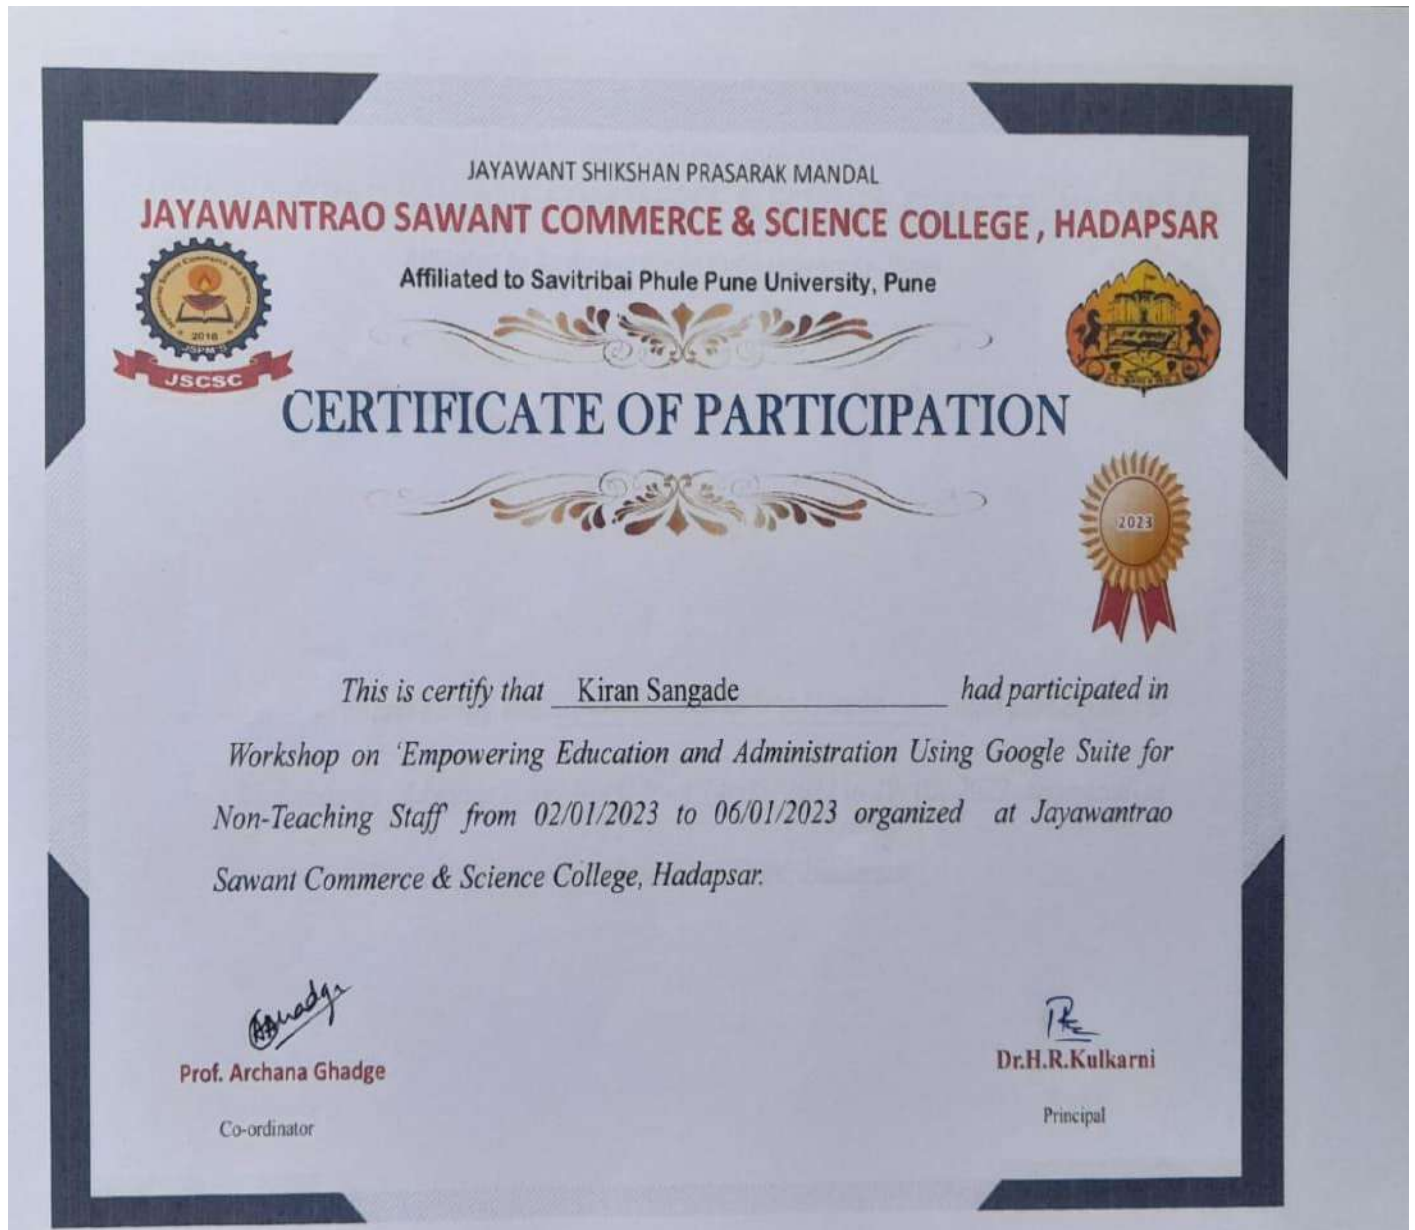 JAYAWANT SHIKSHAN PRASARAK MANDAL
JAYAWANTRAO SAWANT COMMERCE & SCIENCE COLLEGE , HADAPSAR
Affiliated to Savitribai Phule Pune University, Pune
2018
JSPM'S
JSCSC
CERTIFICATE OF PARTICIPATION
2023
This is certify that Kiran Sangade had participated in
Workshop on ‘Empowering Education and Administration Using Google Suite for
Non-Teaching Staff from 02/01/2023 to 06/01/2023 organized at Jayawantrao
Sawant Commerce & Science College, Hadapsar.
Prof. Archana Ghadge
Dr.H.R.Kulkarni
Co-ordinator
Principal